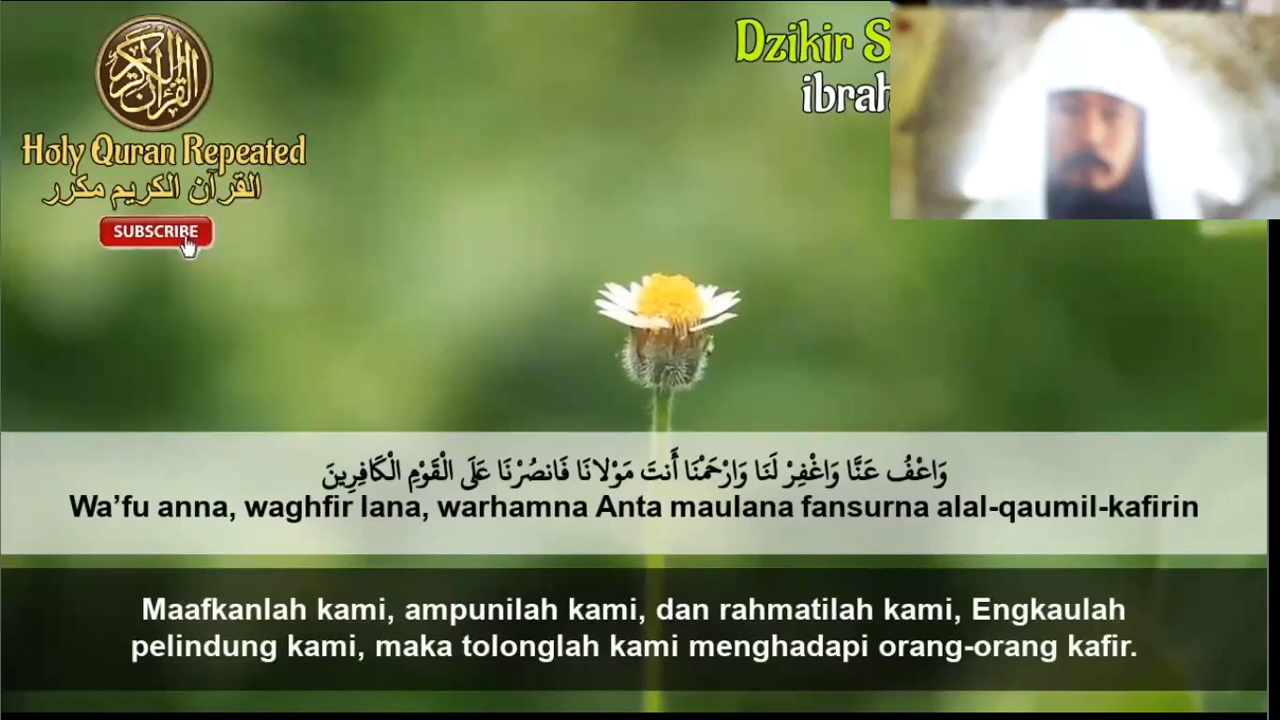 Holy Quran Repeated
القرآن الكريم مكرر
SUBSCRIBE
Dzikir S
ibrah
وَاعْفُ عَنَّا وَاغْفِرْ لَنَا وَارْحَمْنَا أَنتَ مَوْلانَا فَانصُرْنَا عَلَى الْقَوْمِ الْكَافِرِينَ
Wa’fu anna, waghfir lana, warhamna Anta maulana fansurna alal-qaumil-kafirin
Maafkanlah kami, ampunilah kami, dan rahmatilah kami, Engkaulah
pelindung kami, maka tolonglah kami menghadapi orang-orang kafir.